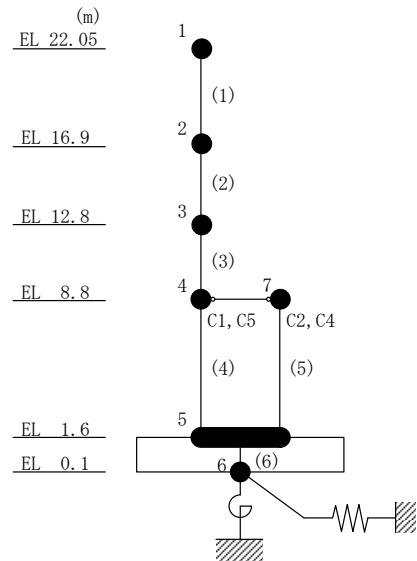 (m)
EL 22.05
1
(1)
EL 16.9
2
(2)
EL 12.8
3
(3)
EL 8.8
4
7
C1, C5
C2, C4
(4)
(5)
EL 1.6
5
EL 0.1
6
(6)